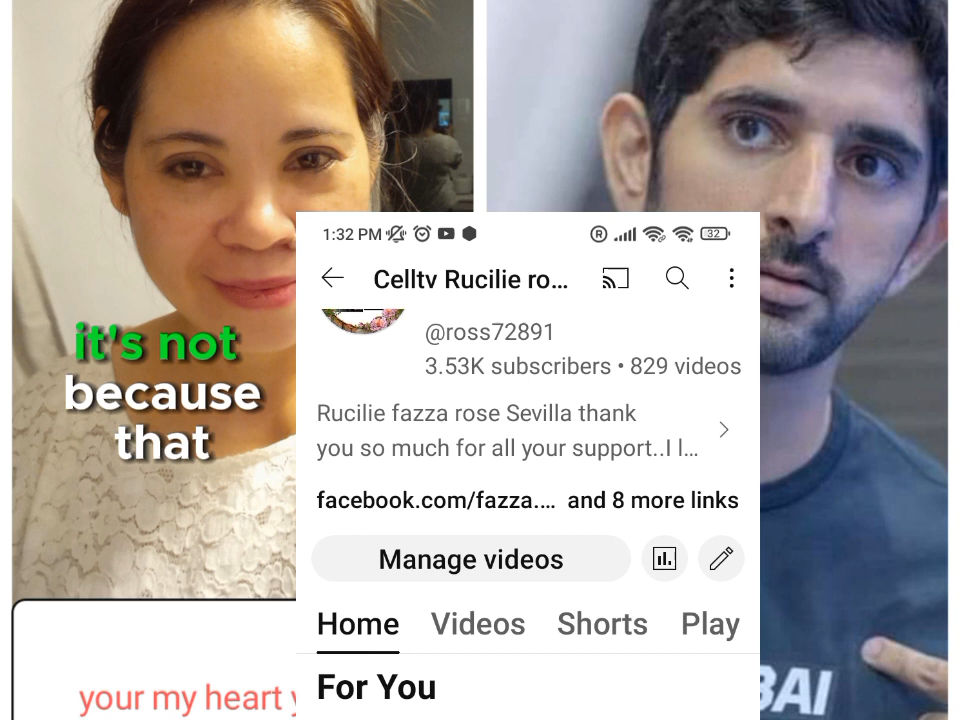 it's not
because
that
1:32 PM
R
32
Celltv Rucilie ro...
@ross72891
3.53K subscribers • 829 videos
Rucilie fazza rose Sevilla thank
you so much for all your support..I l...
facebook.com/fazza.... and 8 more links
Manage videos
Home Videos Shorts Play
For You
your my heart y
BAI